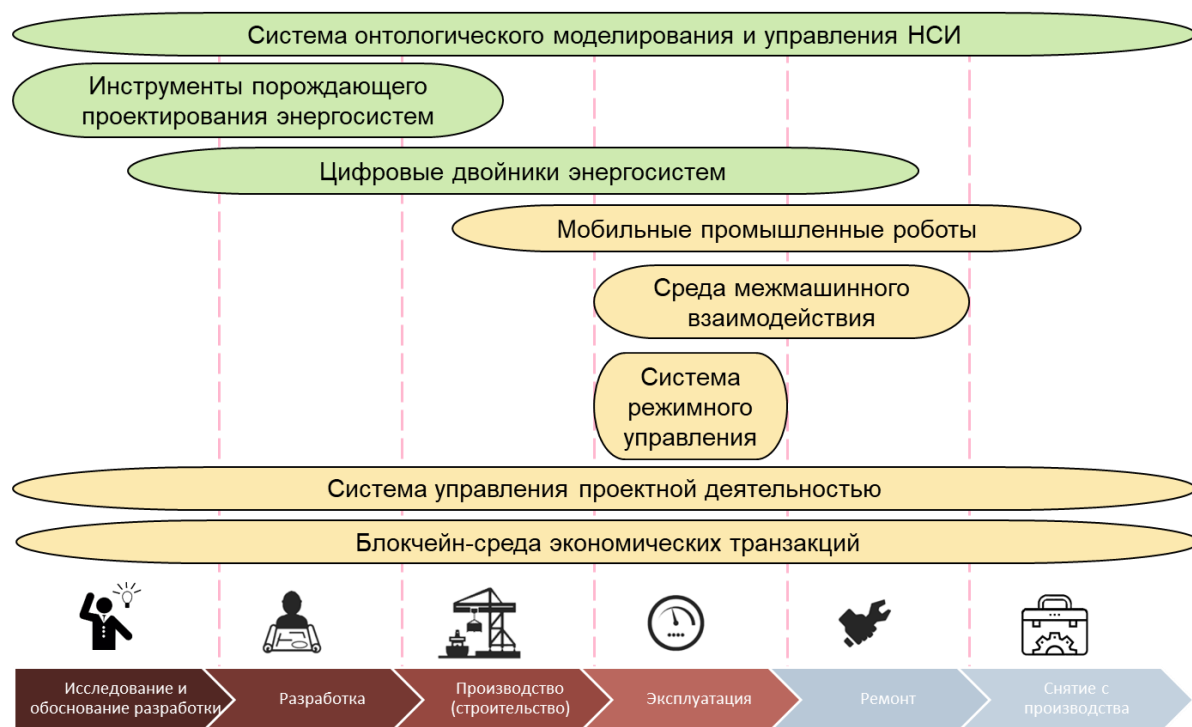 Система онтологического моделирования и управления НСИ
Инструменты порождающего
проектирования энергосистем
Цифровые двойники энергосистем
Мобильные промышленные роботы
Среда межмашинного
взаимодействия
Система
режимного
управления
Система управления проектной деятельностью
Блокчейн-среда экономических транзакций
Исследование и
обоснование разработки
Разработка
Производство
(строительство)
Эксплуатация
Ремонт
Снятие с
производства